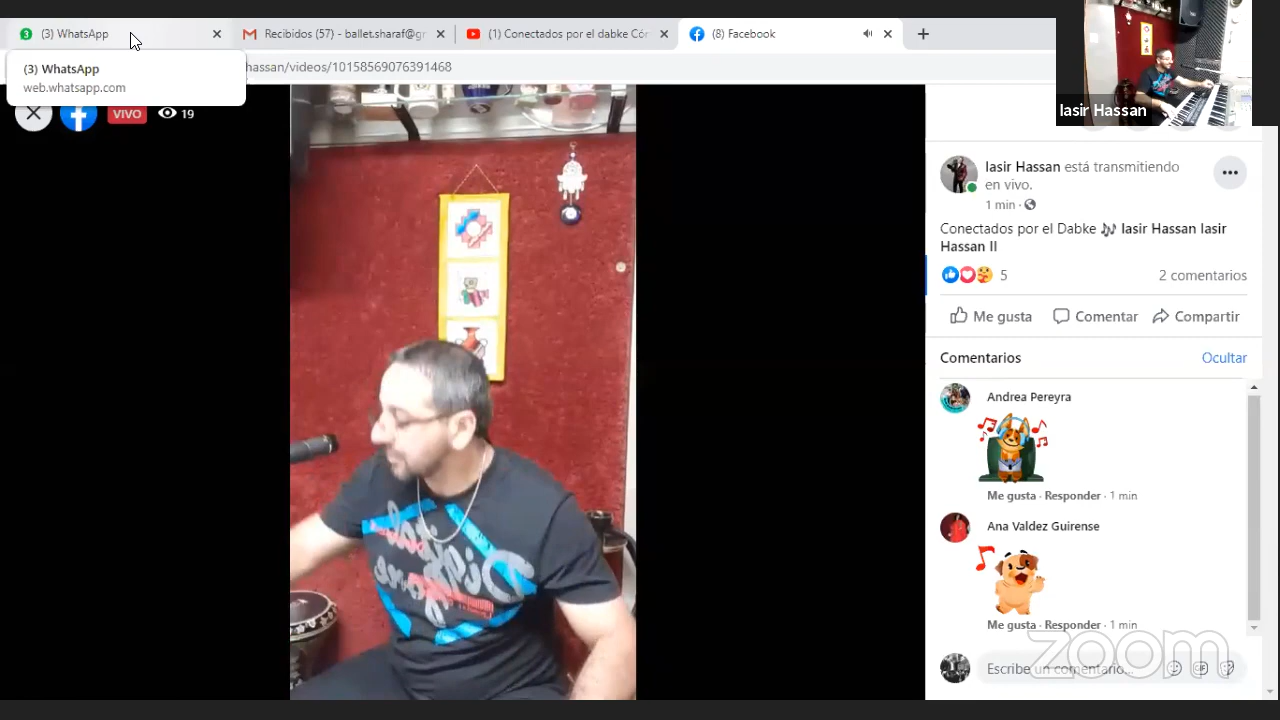 (3) WhatsApp
Recibidos (57) - ballet.sharaf@gr
(1) Conectados por el dabke Cór
(8) Facebook
(3) WhatsApp
web.whatsapp.com
hassan/videos/10158569076391468
VIVO
19
Iasir Hassan
Iasir Hassan está transmitiendo
en vivo.
1 min ·
Conectados por el Dabke 🎶 Iasir Hassan Iasir
Hassan II
5
2 comentarios
Me gusta
Comentar
Compartir
Comentarios
Ocultar
Andrea Pereyra
Me gusta · Responder · 1 min
Ana Valdez Guirense
Me gusta · Responder · 1 min
Escribe un comentario...
zoom